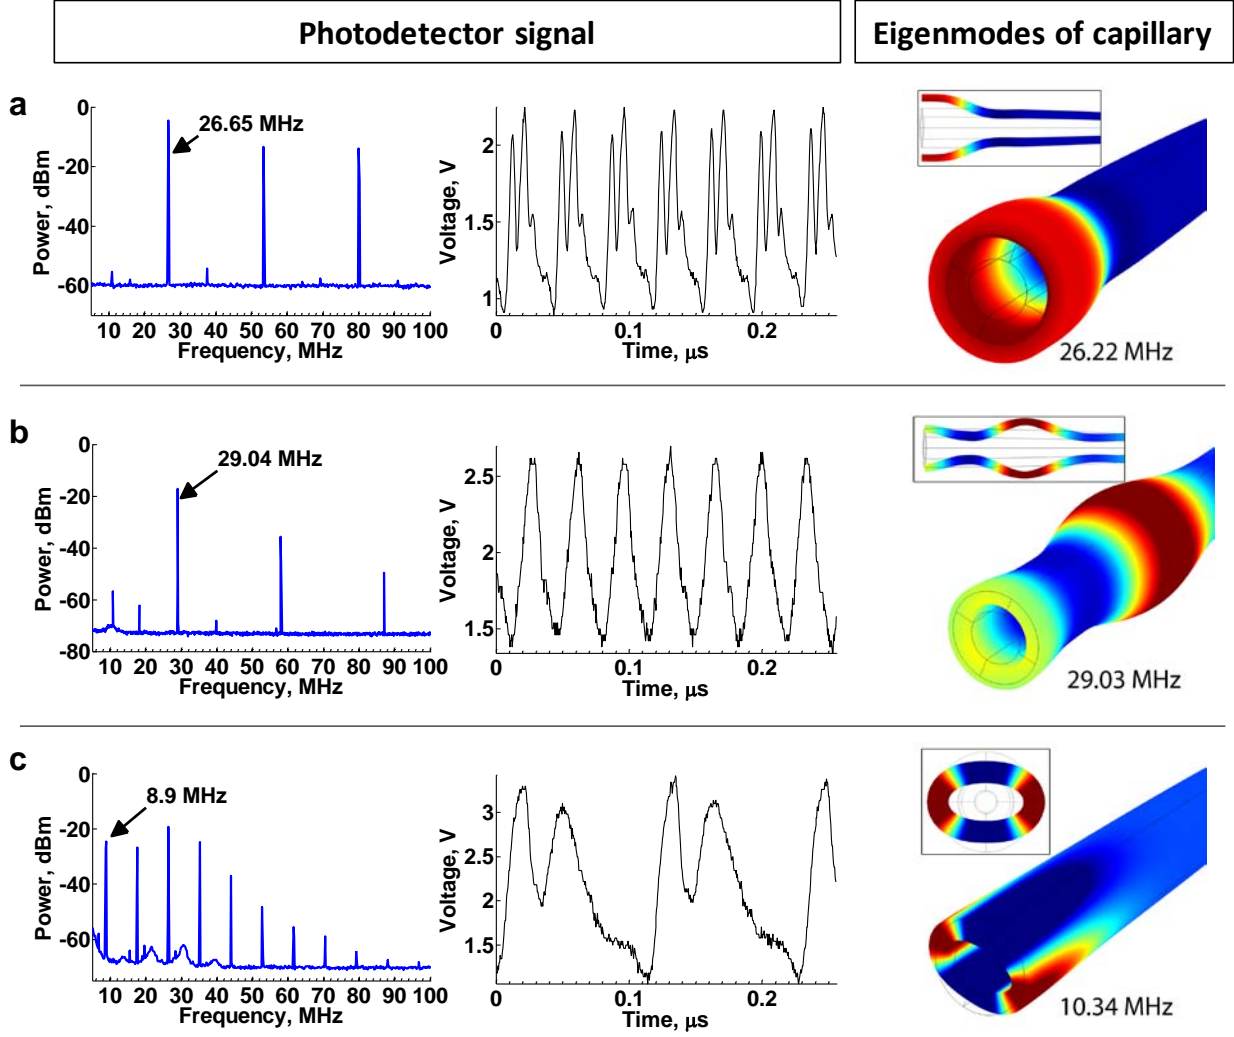 Photodetector signal
Eigenmodes of capillary
a
0
-20
-40
-60
Power, dBm
26.65 MHz
10 20 30 40 50 60 70 80 90 100
Frequency, MHz
2
1.5
1
Voltage, V
0 0.1 0.2
Time, μs
26.22 MHz
b
0
-20
-40
-60
-80
Power, dBm
29.04 MHz
10 20 30 40 50 60 70 80 90 100
Frequency, MHz
2.5
2
1.5
Voltage, V
0 0.1 0.2
Time, μs
29.03 MHz
c
0
-20
-40
-60
Power, dBm
8.9 MHz
10 20 30 40 50 60 70 80 90 100
Frequency, MHz
3
2.5
2
1.5
Voltage, V
0 0.1 0.2
Time, μs
10.34 MHz